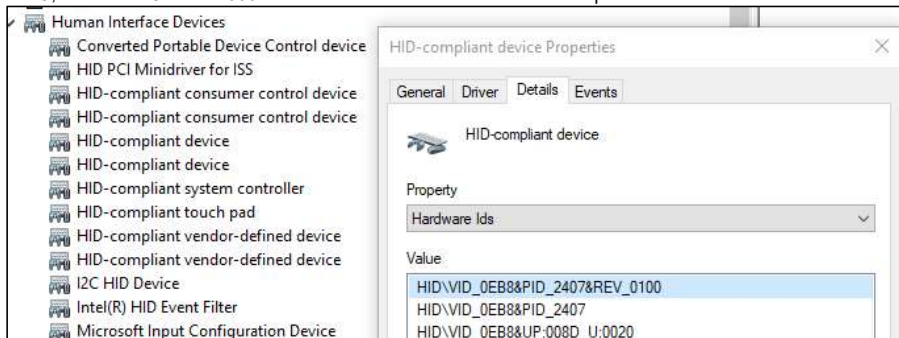 Human Interface Devices
Converted Portable Device Control device
HID PCI Minidriver for ISS
HID-compliant consumer control device
HID-compliant consumer control device
HID-compliant device
HID-compliant device
HID-compliant system controller
HID-compliant touch pad
HID-compliant vendor-defined device
HID-compliant vendor-defined device
I2C HID Device
Intel(R) HID Event Filter
Microsoft Input Configuration Device
HID-compliant device Properties
General Driver Details Events
HID-compliant device
Property
Hardware Ids
Value
HID\VID_0EB8&PID_2407&REV_0100
HID\VID_0EB8&PID_2407
HID\VID_0EB8&UP:008D_U:0020